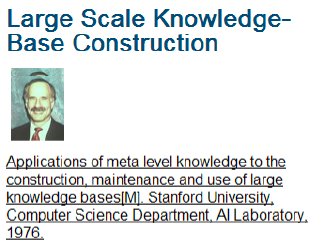 Large Scale Knowledge-
Base Construction
Applications of meta level knowledge to the
construction, maintenance and use of large
knowledge bases[M]. Stanford University,
Computer Science Department, AI Laboratory,
1976.